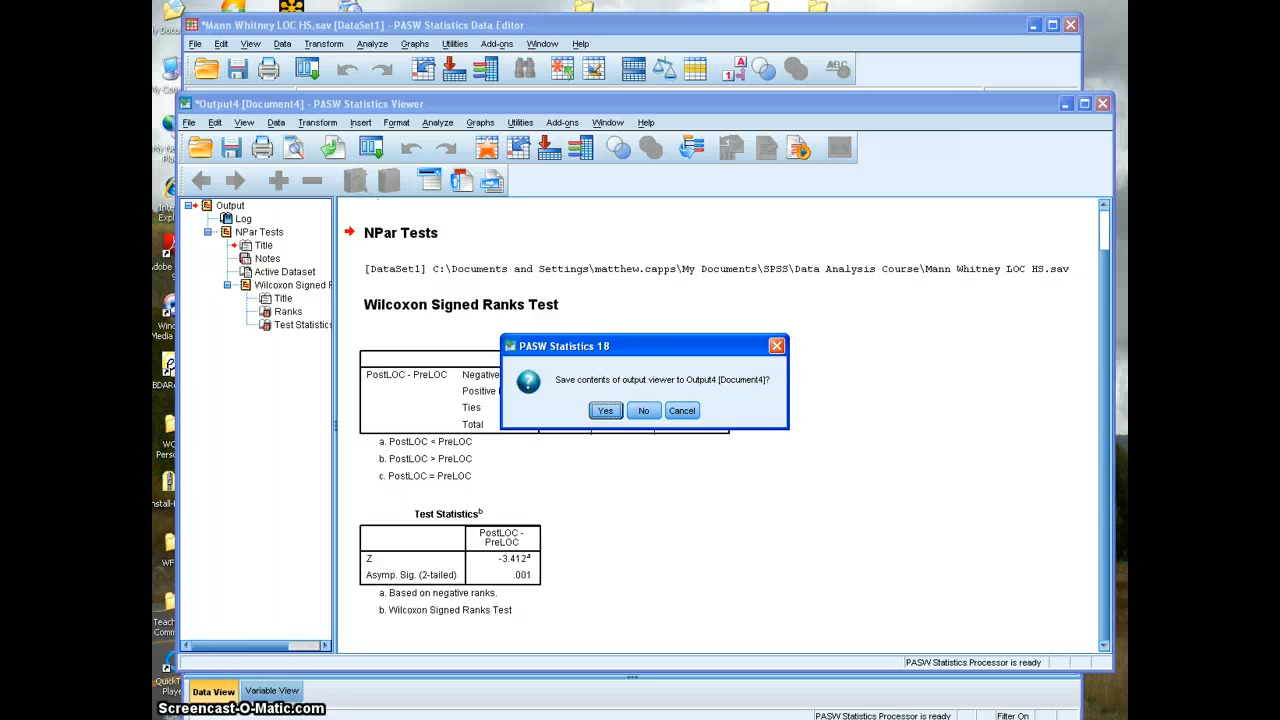 *Mann Whitney LOC HS.sav [DataSet1] - PASW Statistics Data Editor
File Edit View Data Transform Analyze Graphs Utilities Add-ons Window Help
*Output4 [Document4] - PASW Statistics Viewer
File Edit View Data Transform Insert Format Analyze Graphs Utilities Add-ons Window Help
Output
Log
NPar Tests
Title
Notes
Active Dataset
Wilcoxon Signed R
Title
Ranks
Test Statistics
NPar Tests
[DataSet1] C:\Documents and Settings\matthew.capps\My Documents\SPSS\Data Analysis Course\Mann Whitney LOC HS.sav
Wilcoxon Signed Ranks Test
PostLOC - PreLOC Negative
Positive
Ties
Total
a. PostLOC < PreLOC
b. PostLOC > PreLOC
c. PostLOC = PreLOC
PASW Statistics 18
Save contents of output viewer to Output4 [Document4]?
Yes No Cancel
Test Statisticsᵇ
PostLOC -
PreLOC
Z -3.412ᵃ
Asymp. Sig. (2-tailed) .001
a. Based on negative ranks.
b. Wilcoxon Signed Ranks Test
PASW Statistics Processor is ready
Data View Variable View
PASW Statistics Processor is ready Filter On
Screencast-O-Matic.com